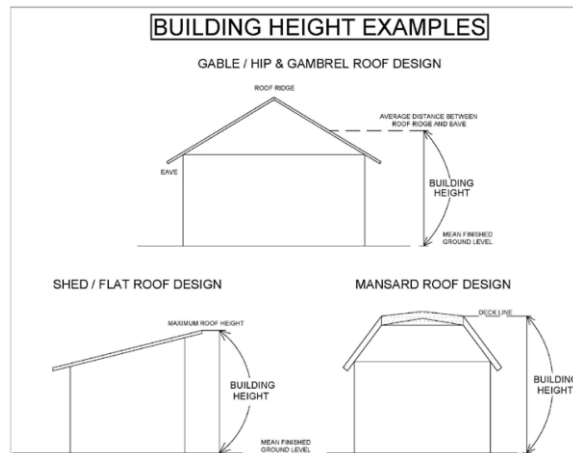 BUILDING HEIGHT EXAMPLES
GABLE / HIP & GAMBREL ROOF DESIGN
ROOF RIDGE
AVERAGE DISTANCE BETWEEN
ROOF RIDGE AND EAVE
EAVE
BUILDING
HEIGHT
MEAN FINISHED
GROUND LEVEL
SHED / FLAT ROOF DESIGN
MAXIMUM ROOF HEIGHT
BUILDING
HEIGHT
MEAN FINISHED
GROUND LEVEL
MANSARD ROOF DESIGN
DECK LINE
BUILDING
HEIGHT